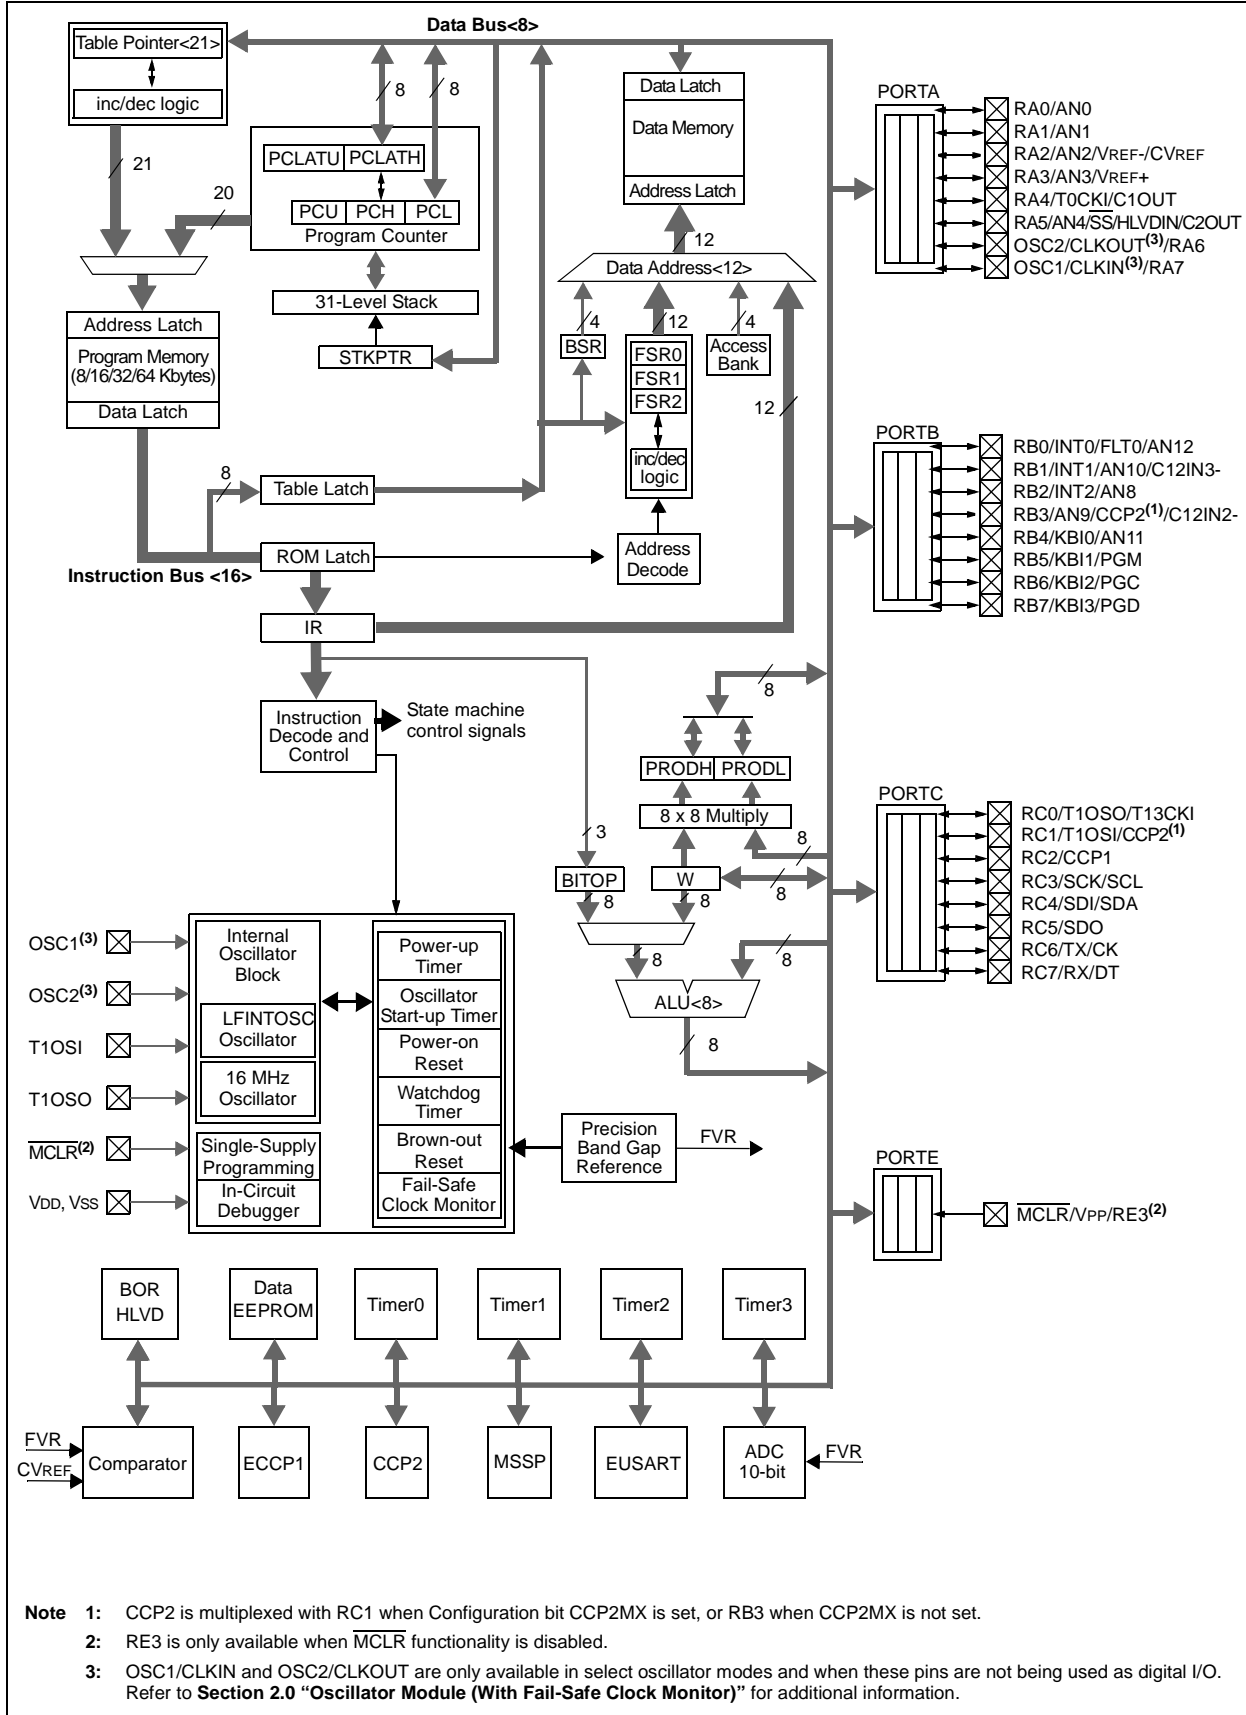 Data Bus<8>
Table Pointer<21>
inc/dec logic
21
20
8
8
PCLATU
PCLATH
PCU
PCH
PCL
Program Counter
31-Level Stack
STKPTR
Data Latch
Data Memory
Address Latch
12
Data Address<12>
4
12
4
BSR
FSR0
FSR1
FSR2
inc/dec
logic
Access
Bank
12
Address Latch
Program Memory
(8/16/32/64 Kbytes)
Data Latch
8
Table Latch
ROM Latch
Instruction Bus <16>
IR
Address
Decode
Instruction
Decode and
Control
State machine
control signals
8
PRODH
PRODL
8 x 8 Multiply
3
8
BITOP
W
8
8
8
8
8
ALU<8>
8
PORTA
RA0/AN0
RA1/AN1
RA2/AN2/VREF-/CVREF
RA3/AN3/VREF+
RA4/T0CKI/C1OUT
RA5/AN4/SS/HLVDIN/C2OUT
OSC2/CLKOUT(3)/RA6
OSC1/CLKIN(3)/RA7
PORTB
RB0/INT0/FLT0/AN12
RB1/INT1/AN10/C12IN3-
RB2/INT2/AN8
RB3/AN9/CCP2(1)/C12IN2-
RB4/KBI0/AN11
RB5/KBI1/PGM
RB6/KBI2/PGC
RB7/KBI3/PGD
PORTC
RC0/T1OSO/T13CKI
RC1/T1OSI/CCP2(1)
RC2/CCP1
RC3/SCK/SCL
RC4/SDI/SDA
RC5/SDO
RC6/TX/CK
RC7/RX/DT
PORTE
MCLR/VPP/RE3(2)
OSC1(3)
OSC2(3)
T1OSI
T1OSO
MCLR(2)
VDD, VSS
Internal
Oscillator
Block
LFINTOSC
Oscillator
16 MHz
Oscillator
Single-Supply
Programming
In-Circuit
Debugger
Power-up
Timer
Oscillator
Start-up Timer
Power-on
Reset
Watchdog
Timer
Brown-out
Reset
Fail-Safe
Clock Monitor
Precision
Band Gap
Reference
FVR
BOR
HLVD
Data
EEPROM
Timer0
Timer1
Timer2
Timer3
FVR
CVREF
Comparator
ECCP1
CCP2
MSSP
EUSART
ADC
10-bit
FVR
Note 1: CCP2 is multiplexed with RC1 when Configuration bit CCP2MX is set, or RB3 when CCP2MX is not set.
2: RE3 is only available when MCLR functionality is disabled.
3: OSC1/CLKIN and OSC2/CLKOUT are only available in select oscillator modes and when these pins are not being used as digital I/O.
Refer to Section 2.0 “Oscillator Module (With Fail-Safe Clock Monitor)” for additional information.